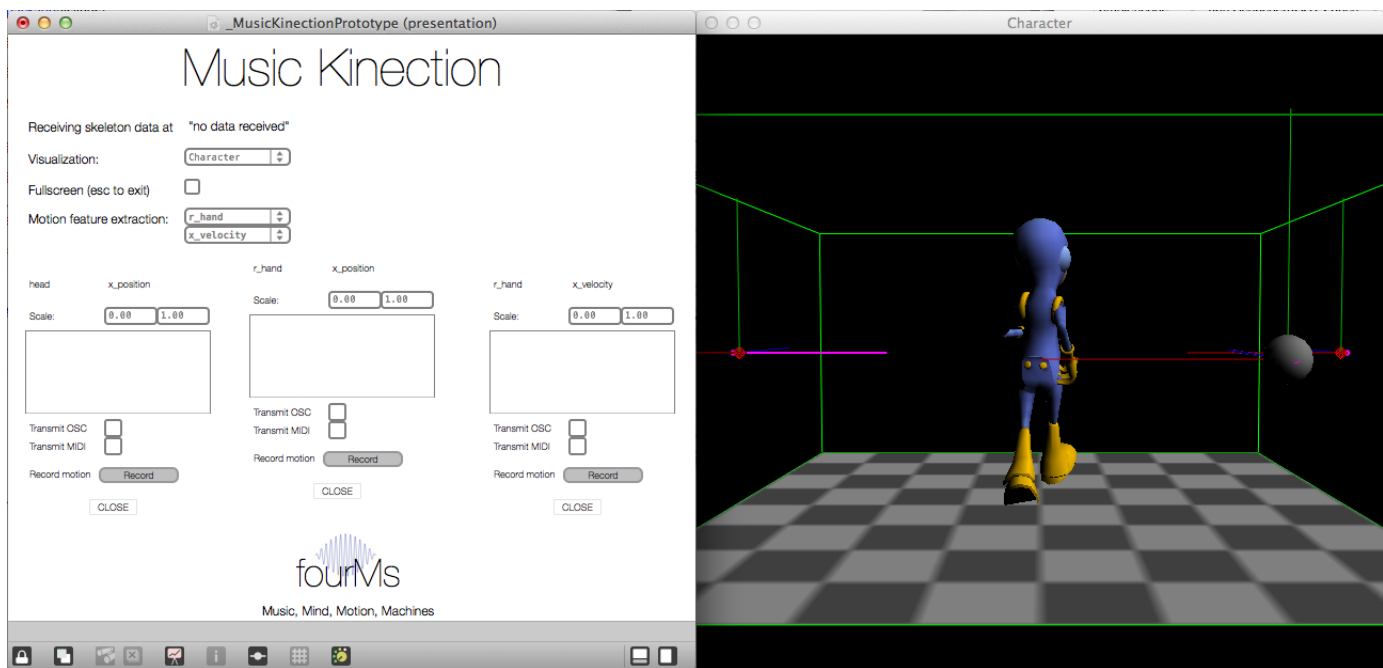 _MusicKinectionPrototype (presentation)
Music Kinection
Receiving skeleton data at "no data received"
Visualization: Character
Fullscreen (esc to exit)
Motion feature extraction: r_hand
x_velocity
head x_position
Scale: 0.00 1.00
Transmit OSC
Transmit MIDI
Record motion Record
CLOSE
r_hand x_position
Scale: 0.00 1.00
Transmit OSC
Transmit MIDI
Record motion Record
CLOSE
r_hand x_velocity
Scale: 0.00 1.00
Transmit OSC
Transmit MIDI
Record motion Record
CLOSE
fourMs
Music, Mind, Motion, Machines
Character